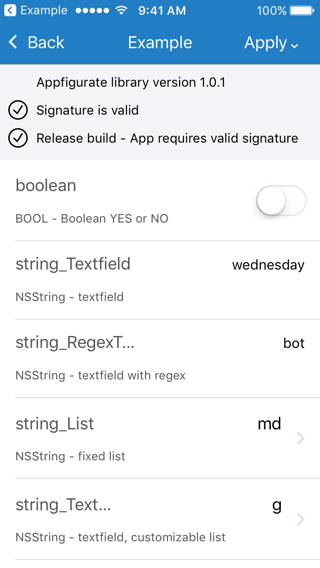 Example 9:41 AM 100%
Back Example Apply
Appfigurate library version 1.0.1
Signature is valid
Release build - App requires valid signature
boolean
BOOL - Boolean YES or NO
string_Textfield wednesday
NSString - textfield
string_RegexT... bot
NSString - textfield with regex
string_List md
NSString - fixed list
string_Text... g
NSString - textfield, customizable list